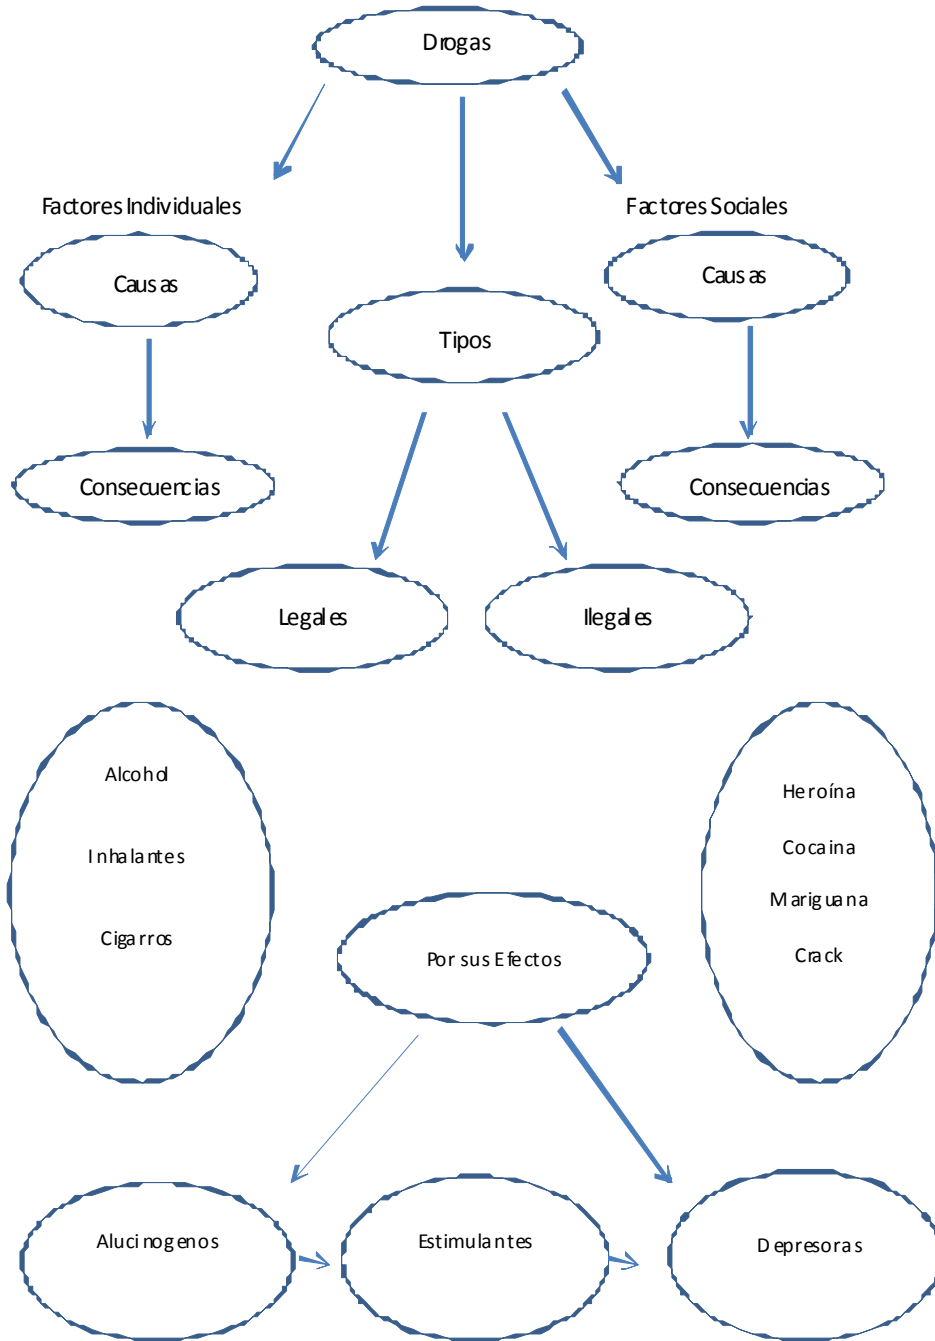 Drogas
Factores Individuales
Factores Sociales
Causas
Causas
Tipos
Consecuencias
Consecuencias
Legales
Ilegales
Alcohol
Inhalantes
Cigarros
Heroína
Cocaina
Mariguana
Crack
Por sus Efectos
Alucinogenos
Estimulantes
Depresoras